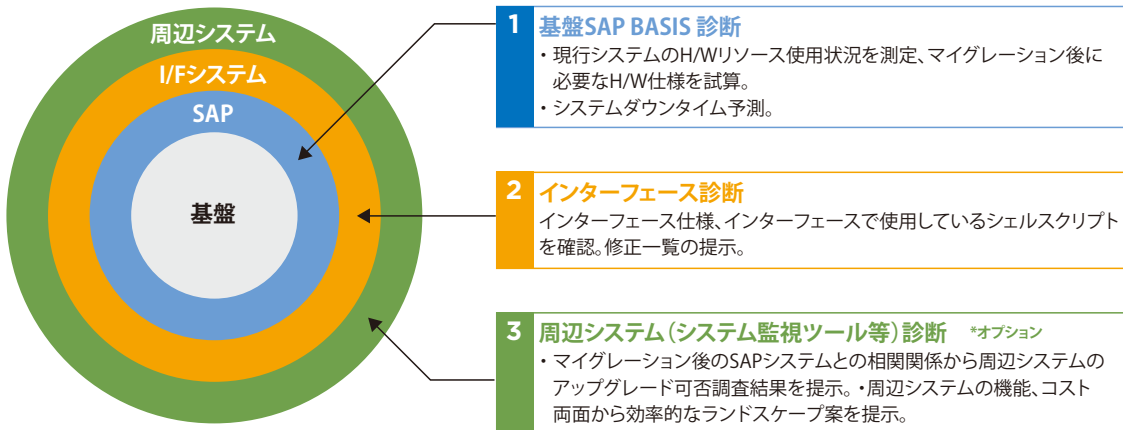 周辺システム
I/Fシステム
SAP
基盤
1 基盤SAP BASIS 診断
・現行システムのH/Wリソース使用状況を測定、マイグレーション後に
必要なH/W仕様を試算。
・システムダウンタイム予測。
2 インターフェース診断
インターフェース仕様、インターフェースで使用しているシェルスクリプト
を確認。修正一覧の提示。
3 周辺システム（システム監視ツール等）診断 *オプション
・マイグレーション後のSAPシステムとの相関関係から周辺システムの
アップグレード可否調査結果を提示。・周辺システムの機能、コスト
両面から効率的なランドスケープ案を提示。